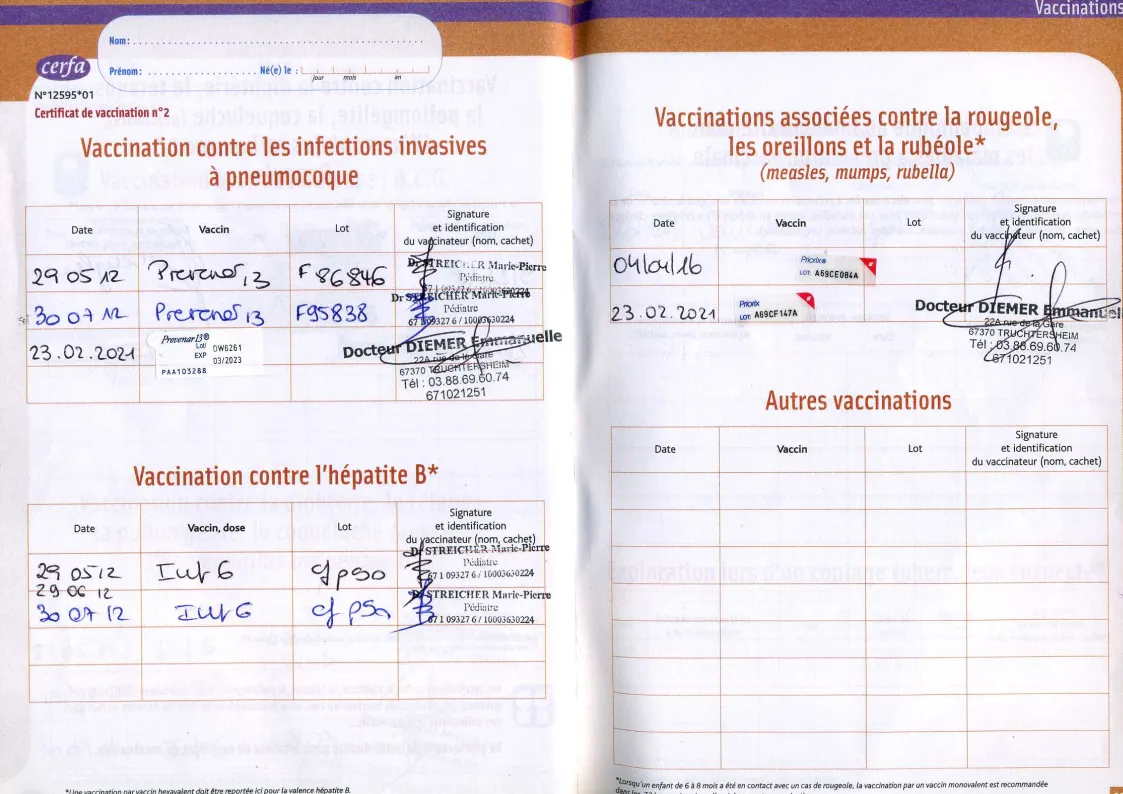 Vaccinations
Nom:
Prénom: Né(e) le :
jour mois an
cerfa
N°12595*01
Certificat de vaccination n°2
Vaccination contre les infections invasives
à pneumocoque
Date Vaccin Lot Signature
et identification
du vaccinateur (nom, cachet)
29 05 12 Prevenar 13 F 86846
Dr STREICHER Marie-Pierre
Pédiatre
67 1 09327 6 / 10003630224
30 07 12 Prevenar 13 F95838
Dr STREICHER Marie-Pierre
Pédiatre
67 1 09327 6 / 10003630224
23.02.2021
Prevenar13®
Lot DW6261
EXP 03/2023
PAA103288
Docteur DIEMER Emmanuelle
22A rue de la Gare
67370 TRUCHTERSHEIM
Tél : 03.88.69.60.74
671021251
Vaccination contre l'hépatite B*
Date Vaccin, dose Lot Signature
et identification
du vaccinateur (nom, cachet)
29 05 12
Dr STREICHER Marie-Pierre
Pédiatre
67 1 09327 6 / 10003630224
29 06 12
30 07 12
Dr STREICHER Marie-Pierre
Pédiatre
67 1 09327 6 / 10003630224
*Une vaccination par vaccin hexavalent doit être reportée ici pour la valence hépatite B.
Vaccinations associées contre la rougeole,
les oreillons et la rubéole*
(measles, mumps, rubella)
Date Vaccin Lot Signature
et identification
du vaccinateur (nom, cachet)
04/04/16
Priorix®
LOT: A69CE084A
23.02.2021
Priorix
LOT: A69CF147A
Docteur DIEMER Emmanuelle
22A rue de la Gare
67370 TRUCHTERSHEIM
Tél : 03.88.69.60.74
671021251
Autres vaccinations
Date Vaccin Lot Signature
et identification
du vaccinateur (nom, cachet)
*Lorsqu'un enfant de 6 à 8 mois a été en contact avec un cas de rougeole, la vaccination par un vaccin monovalent est recommandée